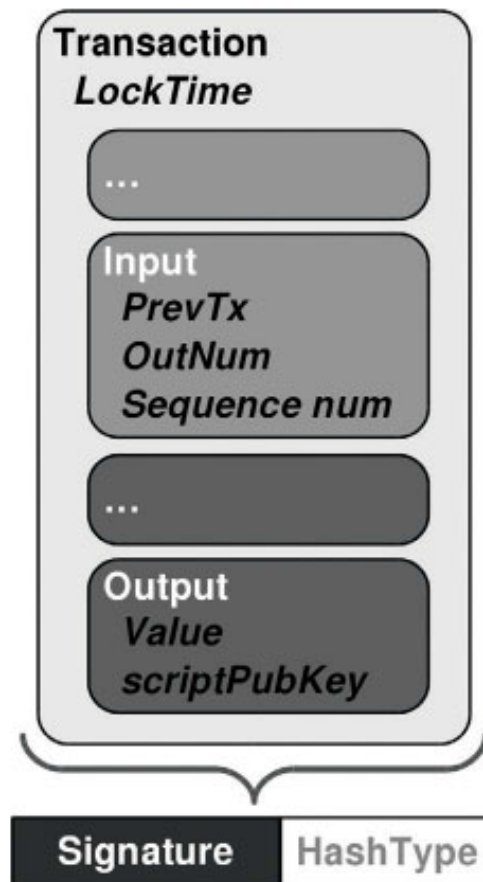 Transaction
LockTime
...
Input
PrevTx
OutNum
Sequence num
...
Output
Value
scriptPubKey
Signature HashType